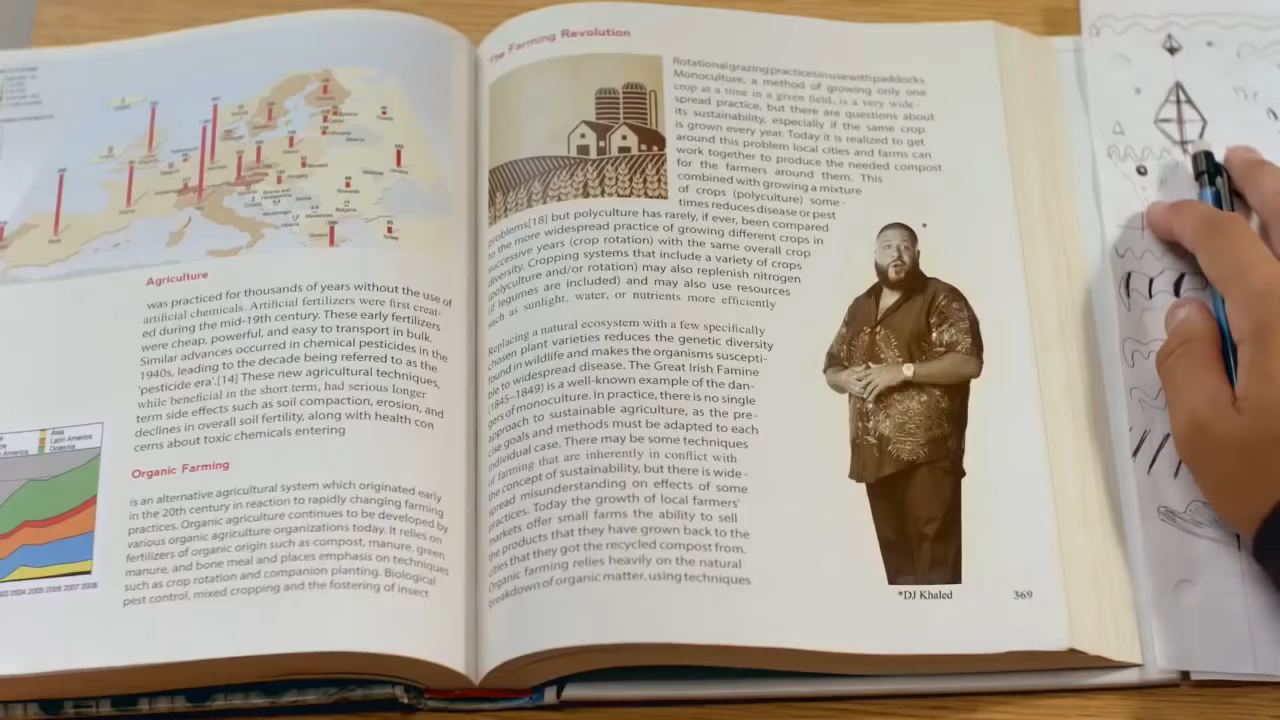 Agriculture
was practiced for thousands of years without the use of
artificial chemicals. Artificial fertilizers were first creat-
ed during the mid-19th century. These early fertilizers
were cheap, powerful, and easy to transport in bulk.
Similar advances occurred in chemical pesticides in the
1940s, leading to the decade being referred to as the
'pesticide era'.[14] These new agricultural techniques,
while beneficial in the short term, had serious longer
term side effects such as soil compaction, erosion, and
declines in overall soil fertility, along with health con
cerns about toxic chemicals entering
Asia
Latin America
Oceania
2004 2005 2006 2007 2008
Organic Farming
is an alternative agricultural system which originated early
in the 20th century in reaction to rapidly changing farming
practices. Organic agriculture continues to be developed by
various organic agriculture organizations today. It relies on
fertilizers of organic origin such as compost, manure, green
manure, and bone meal and places emphasis on techniques
such as crop rotation and companion planting. Biological
pest control, mixed cropping and the fostering of insect
The Farming Revolution
Rotational grazing practices in use with paddocks
Monoculture, a method of growing only one
crop at a time in a given field, is a very wide-
spread practice, but there are questions about
its sustainability, especially if the same crop
is grown every year. Today it is realized to get
around this problem local cities and farms can
work together to produce the needed compost
for the farmers around them. This
combined with growing a mixture
of crops (polyculture) some-
times reduces disease or pest
problems[18] but polyculture has rarely, if ever, been compared
to the more widespread practice of growing different crops in
successive years (crop rotation) with the same overall crop
diversity. Cropping systems that include a variety of crops
(polyculture and/or rotation) may also replenish nitrogen
(if legumes are included) and may also use resources
such as sunlight, water, or nutrients more efficiently
Replacing a natural ecosystem with a few specifically
chosen plant varieties reduces the genetic diversity
found in wildlife and makes the organisms suscepti-
ble to widespread disease. The Great Irish Famine
(1845–1849) is a well-known example of the dan-
gers of monoculture. In practice, there is no single
approach to sustainable agriculture, as the pre-
cise goals and methods must be adapted to each
individual case. There may be some techniques
of farming that are inherently in conflict with
the concept of sustainability, but there is wide-
spread misunderstanding on effects of some
practices. Today the growth of local farmers'
markets offer small farms the ability to sell
the products that they have grown back to the
cities that they got the recycled compost from.
Organic farming relies heavily on the natural
breakdown of organic matter, using techniques
*
*DJ Khaled
369